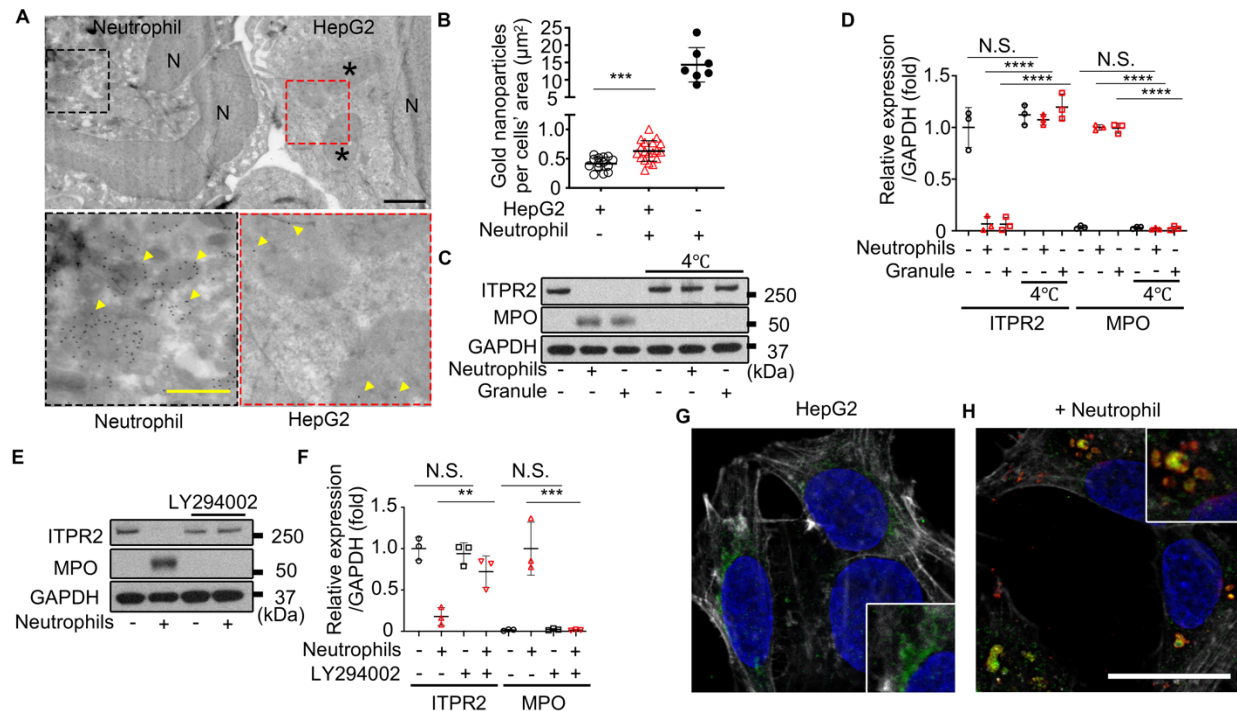 A
Neutrophil
HepG2
N
N
N
*
*
Neutrophil
HepG2
B
Gold nanoparticles
per cells' area (μm²)
25
20
15
10
5
1.5
1.0
0.5
0
***
HepG2 + + -
Neutrophil - + +
C
4℃
ITPR2
250
MPO
50
GAPDH
37
Neutrophils - + - - + -
(kDa)
Granule - - + - - +
D
Relative expression
/GAPDH (fold)
1.5
1.0
0.5
0
N.S.
****
****
N.S.
****
****
Neutrophils - + - - + - - + - - + -
Granule - - + - - + - - + - - +
4℃
4℃
ITPR2
MPO
E
LY294002
ITPR2
250
MPO
50
GAPDH
37
Neutrophils - + - +
(kDa)
F
Relative expression
/GAPDH (fold)
1.5
1.0
0.5
0
N.S.
**
N.S.
***
Neutrophils - + - + - + - +
LY294002 - - + + - - + +
ITPR2
MPO
G
HepG2
H
+ Neutrophil